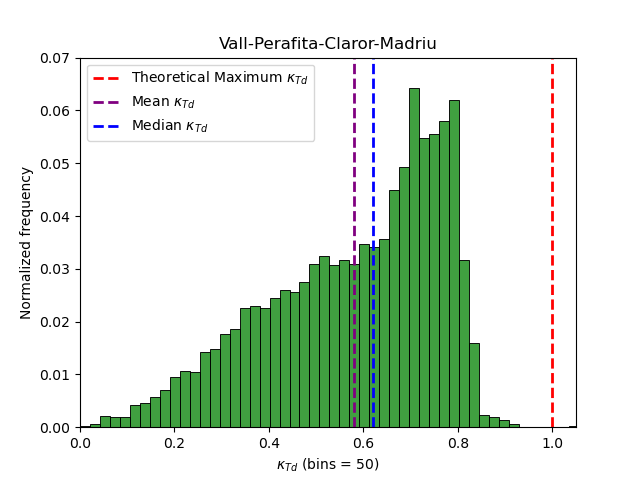 Vall-Perafita-Claror-Madriu
Theoretical Maximum κTd
Mean κTd
Median κTd
Normalized frequency
0.07
0.06
0.05
0.04
0.03
0.02
0.01
0.00
0.0 0.2 0.4 0.6 0.8 1.0
κTd (bins = 50)